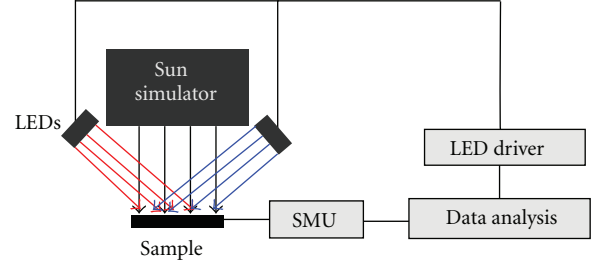 Sun
simulator
LEDs
LED driver
SMU
Data analysis
Sample